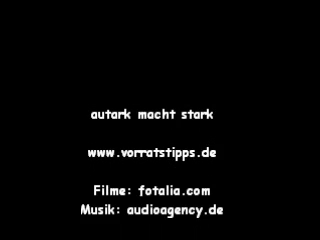 autark macht stark
www.vorratstipps.de
Filme: fotalia.com
Musik: audioagency.de